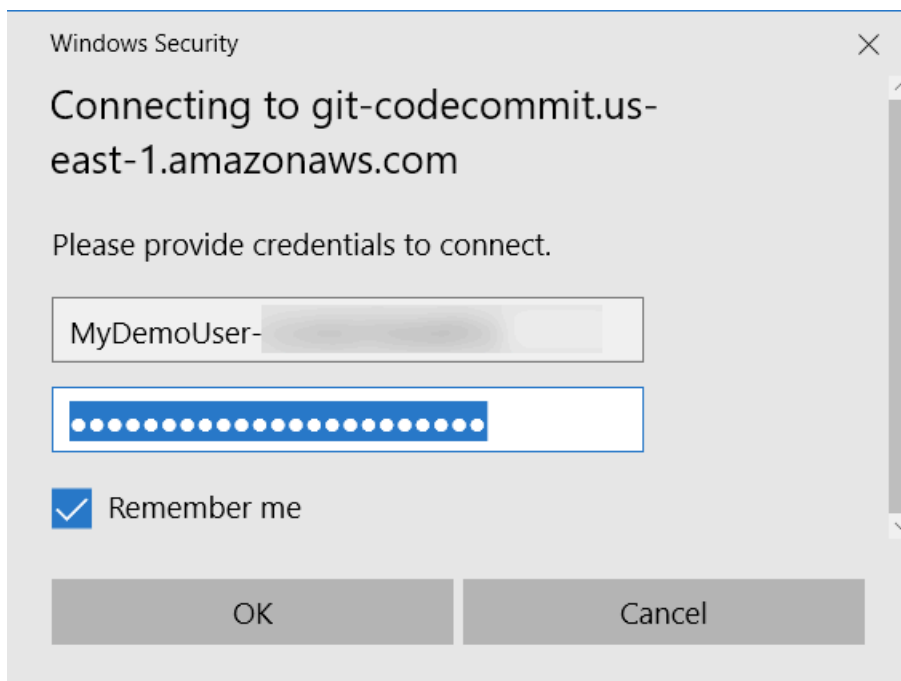 Windows Security
Connecting to git-codecommit.us-
east-1.amazonaws.com
Please provide credentials to connect.
MyDemoUser-
●●●●●●●●●●●●●●●●●●●●●●●
Remember me
OK
Cancel